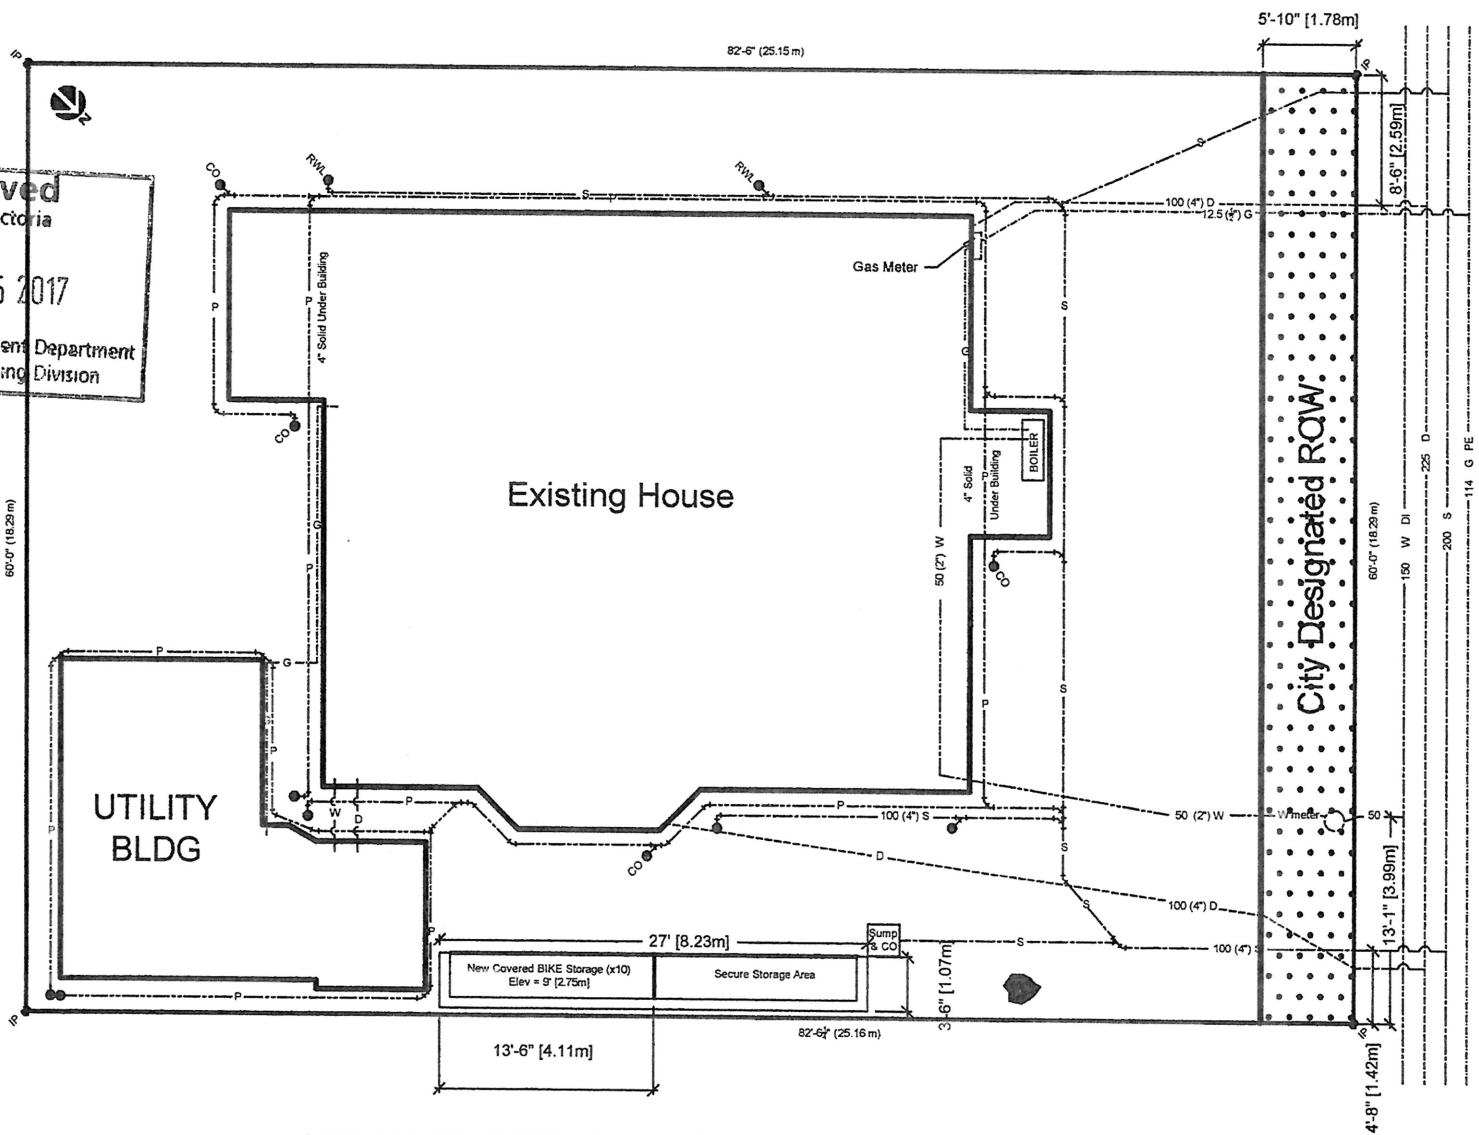 5'-10" [1.78m]
82'-6" (25.15 m)
IP
IP
N
8'-6" [2.59m]
ved
ctoria
5 2017
ent Department
ing Division
CO
RWL
RWL
S
P
S
100 (4") D
12.5 (½") G
Gas Meter
4" Solid Under Building
P
P
S
G
CO
BOILER
4" Solid
Under Building
P
50 (2") W
CO
Existing House
City Designated ROW
60'-0" (18.29 m)
60'-0" (18.29 m)
150 W DI
225 D
200 S
114 G PE
G
P
P
G
P
S
UTILITY
BLDG
P
P
W
D
P
P
100 (4") S
50 (2") W
W meter
50
S
CO
D
100 (4") D
S
13'-1" [3.99m]
P
27' [8.23m]
Sump
& CO
S
100 (4") S
New Covered BIKE Storage (x10)
Elev = 9' [2.75m]
Secure Storage Area
3'-6" [1.07m]
P
IP
82'-6¼" (25.16 m)
IP
13'-6" [4.11m]
4'-8" [1.42m]